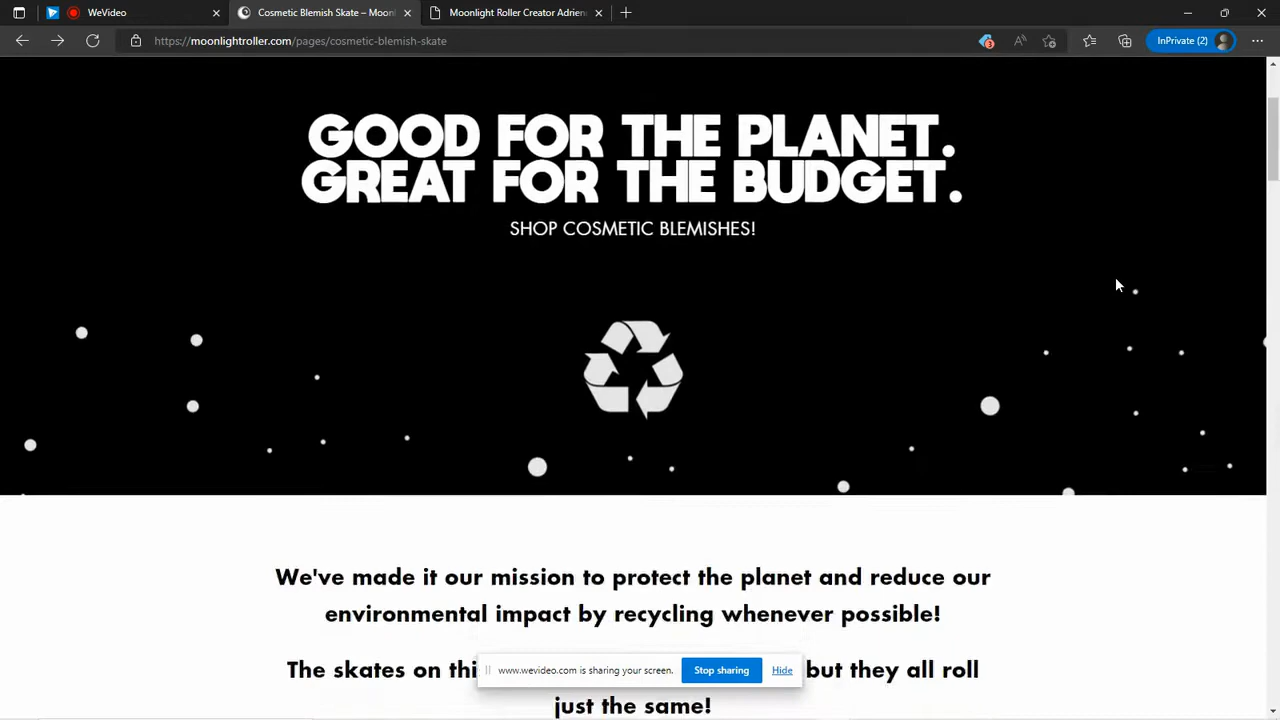 WeVideo
Cosmetic Blemish Skate – Moonl
Moonlight Roller Creator Adrien
https://moonlightroller.com/pages/cosmetic-blemish-skate
3
InPrivate (2)
GOOD FOR THE PLANET.
GREAT FOR THE BUDGET.
SHOP COSMETIC BLEMISHES!
We've made it our mission to protect the planet and reduce our
environmental impact by recycling whenever possible!
The skates on thi
but they all roll
www.wevideo.com is sharing your screen.
Stop sharing
Hide
just the same!